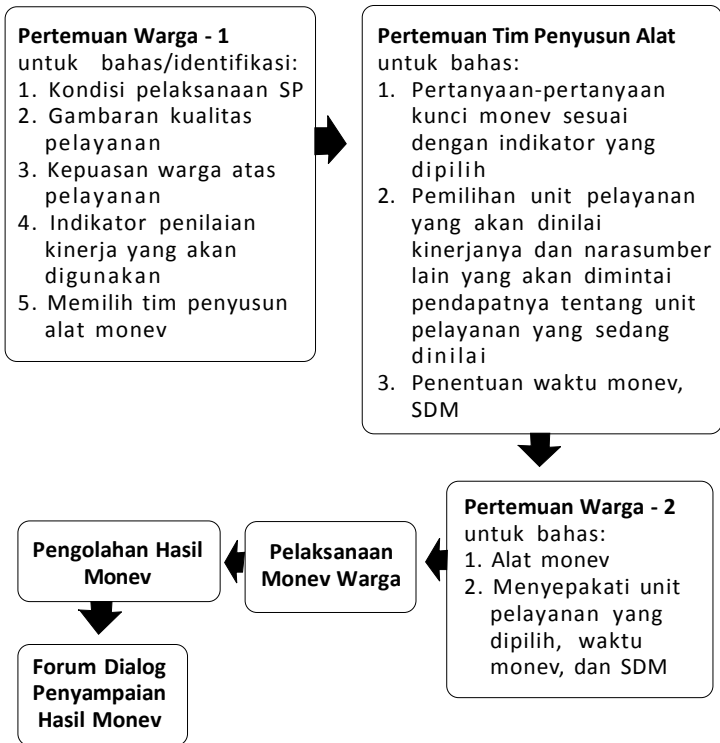 Pertemuan Warga - 1
untuk bahas/identifikasi:
1. Kondisi pelaksanaan SP
2. Gambaran kualitas
pelayanan
3. Kepuasan warga atas
pelayanan
4. Indikator penilaian
kinerja yang akan
digunakan
5. Memilih tim penyusun
alat monev
Pertemuan Tim Penyusun Alat
untuk bahas:
1. Pertanyaan-pertanyaan
kunci monev sesuai
dengan indikator yang
dipilih
2. Pemilihan unit pelayanan
yang akan dinilai
kinerjanya dan narasumber
lain yang akan dimintai
pendapatnya tentang unit
pelayanan yang sedang
dinilai
3. Penentuan waktu monev,
SDM
Pertemuan Warga - 2
untuk bahas:
1. Alat monev
2. Menyepakati unit
pelayanan yang
dipilih, waktu
monev, dan SDM
Pelaksanaan
Monev Warga
Pengolahan Hasil
Monev
Forum Dialog
Penyampaian
Hasil Monev